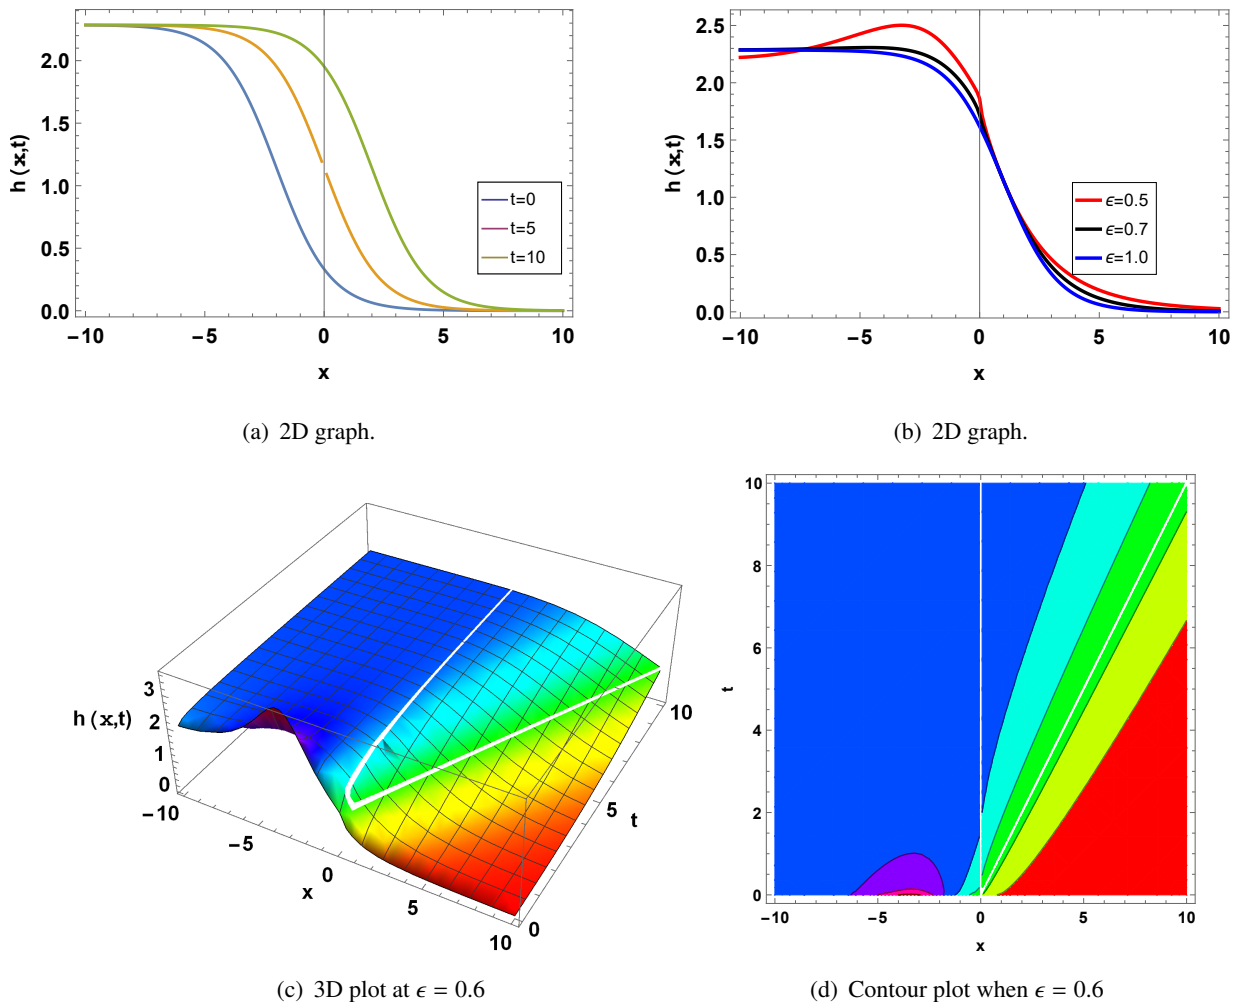 2.0
1.5
1.0
0.5
0.0
h (x,t)
t=0
t=5
t=10
−10
−5
0
5
10
x
(a) 2D graph.
2.5
2.0
1.5
1.0
0.5
0.0
h (x,t)
ϵ=0.5
ϵ=0.7
ϵ=1.0
−10
−5
0
5
10
x
(b) 2D graph.
3
2
1
0
h (x,t)
−10
−5
0
5
10
x
0
5
10
t
(c) 3D plot at ϵ = 0.6
10
8
6
4
2
0
t
−10
−5
0
5
10
x
(d) Contour plot when ϵ = 0.6